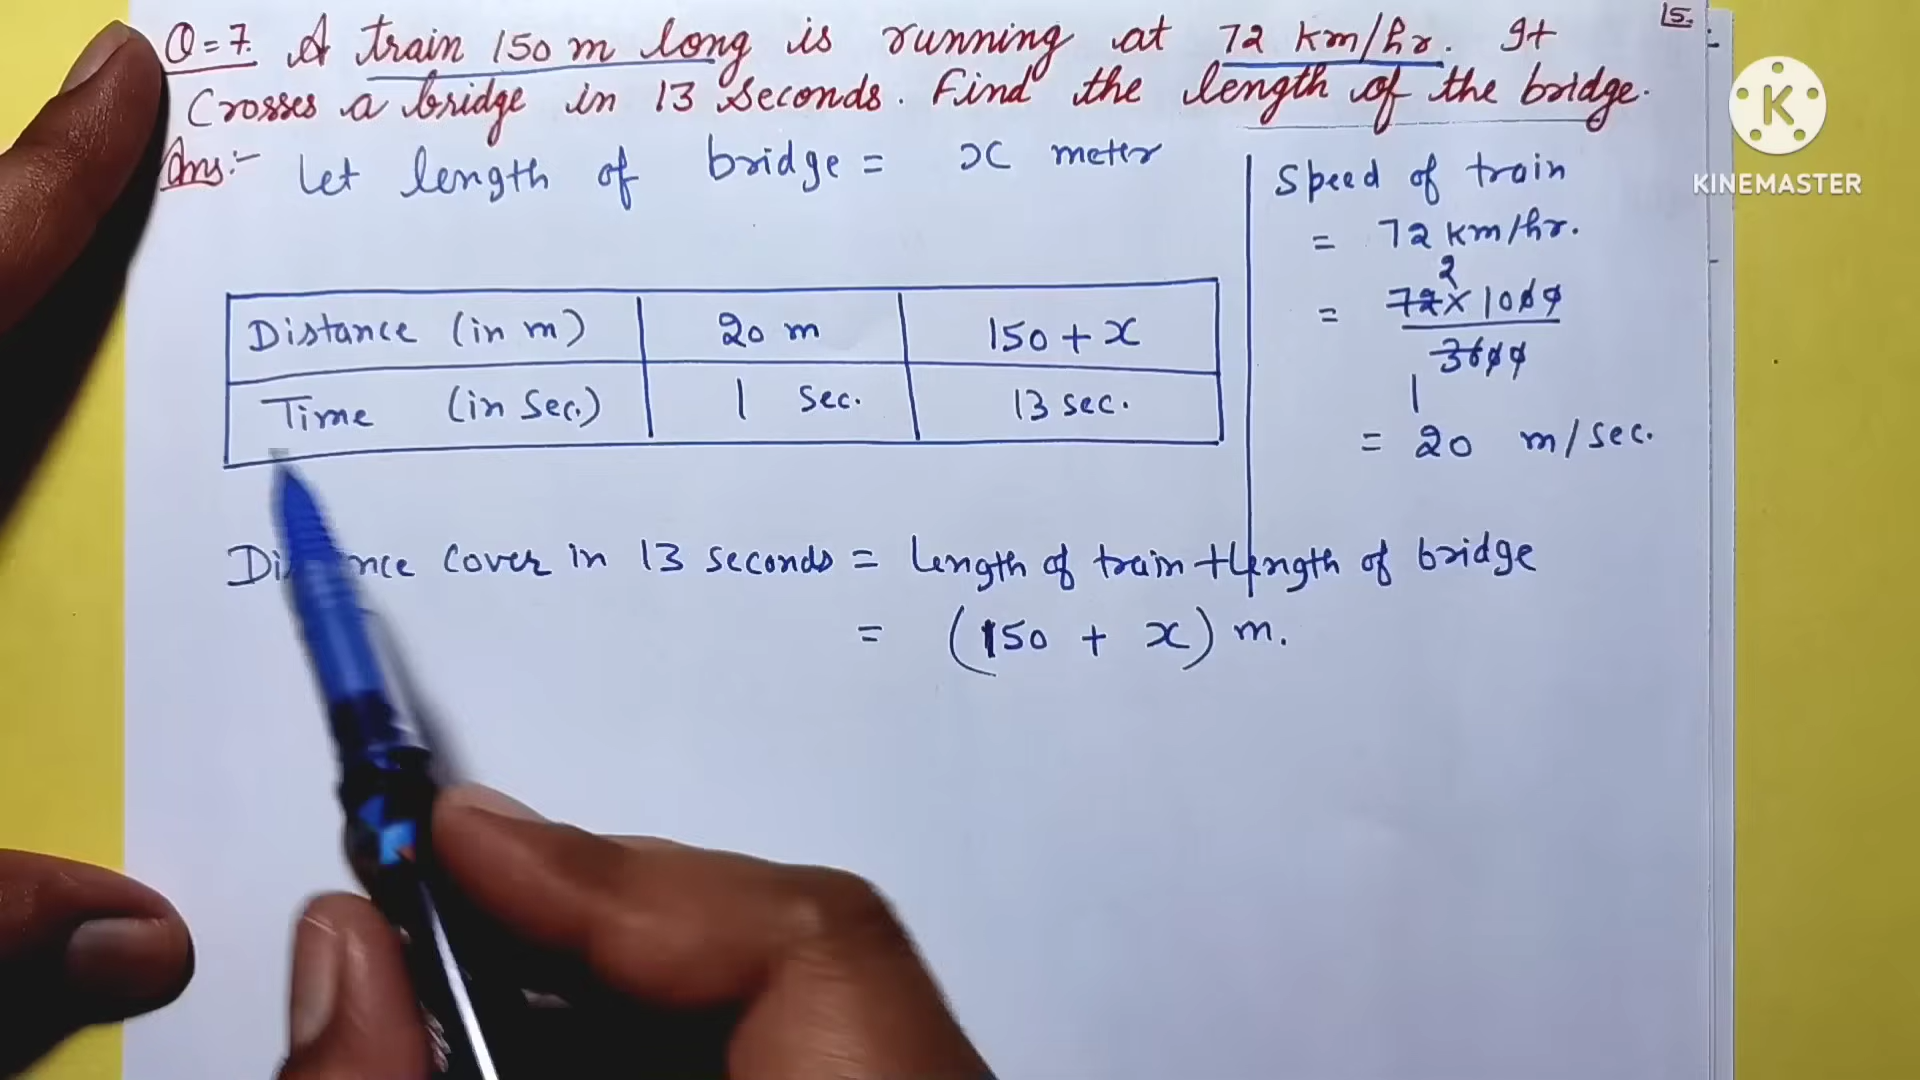 15.
Q=7. A train 150 m long is running at 72 km/hr. It
Crosses a bridge in 13 seconds. Find the length of the bridge.
Ans:- Let length of bridge = x meter
Speed of train
= 72 km/hr.
2
= 72 x 1000
3600
1
= 20 m/sec.
Distance (in m) 20 m 150 + x
Time (in Sec.) 1 Sec. 13 sec.
cover in 13 seconds = length of train + length of bridge
= (150 + x) m.
K
KINEMASTER